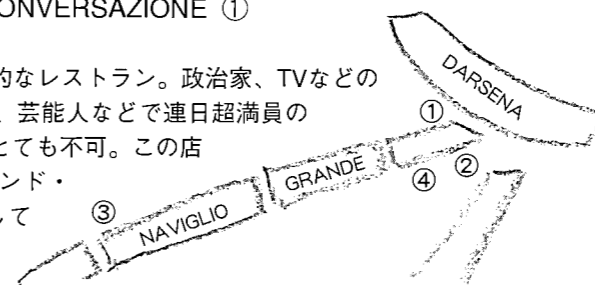 ONVERSAZIONE ①
的なレストラン。政治家、TVなどの
、芸能人などで連日超満員の
とても不可。この店
ンド・
して
DARSENA
①
②
④
GRANDE
③
NAVIGLIO